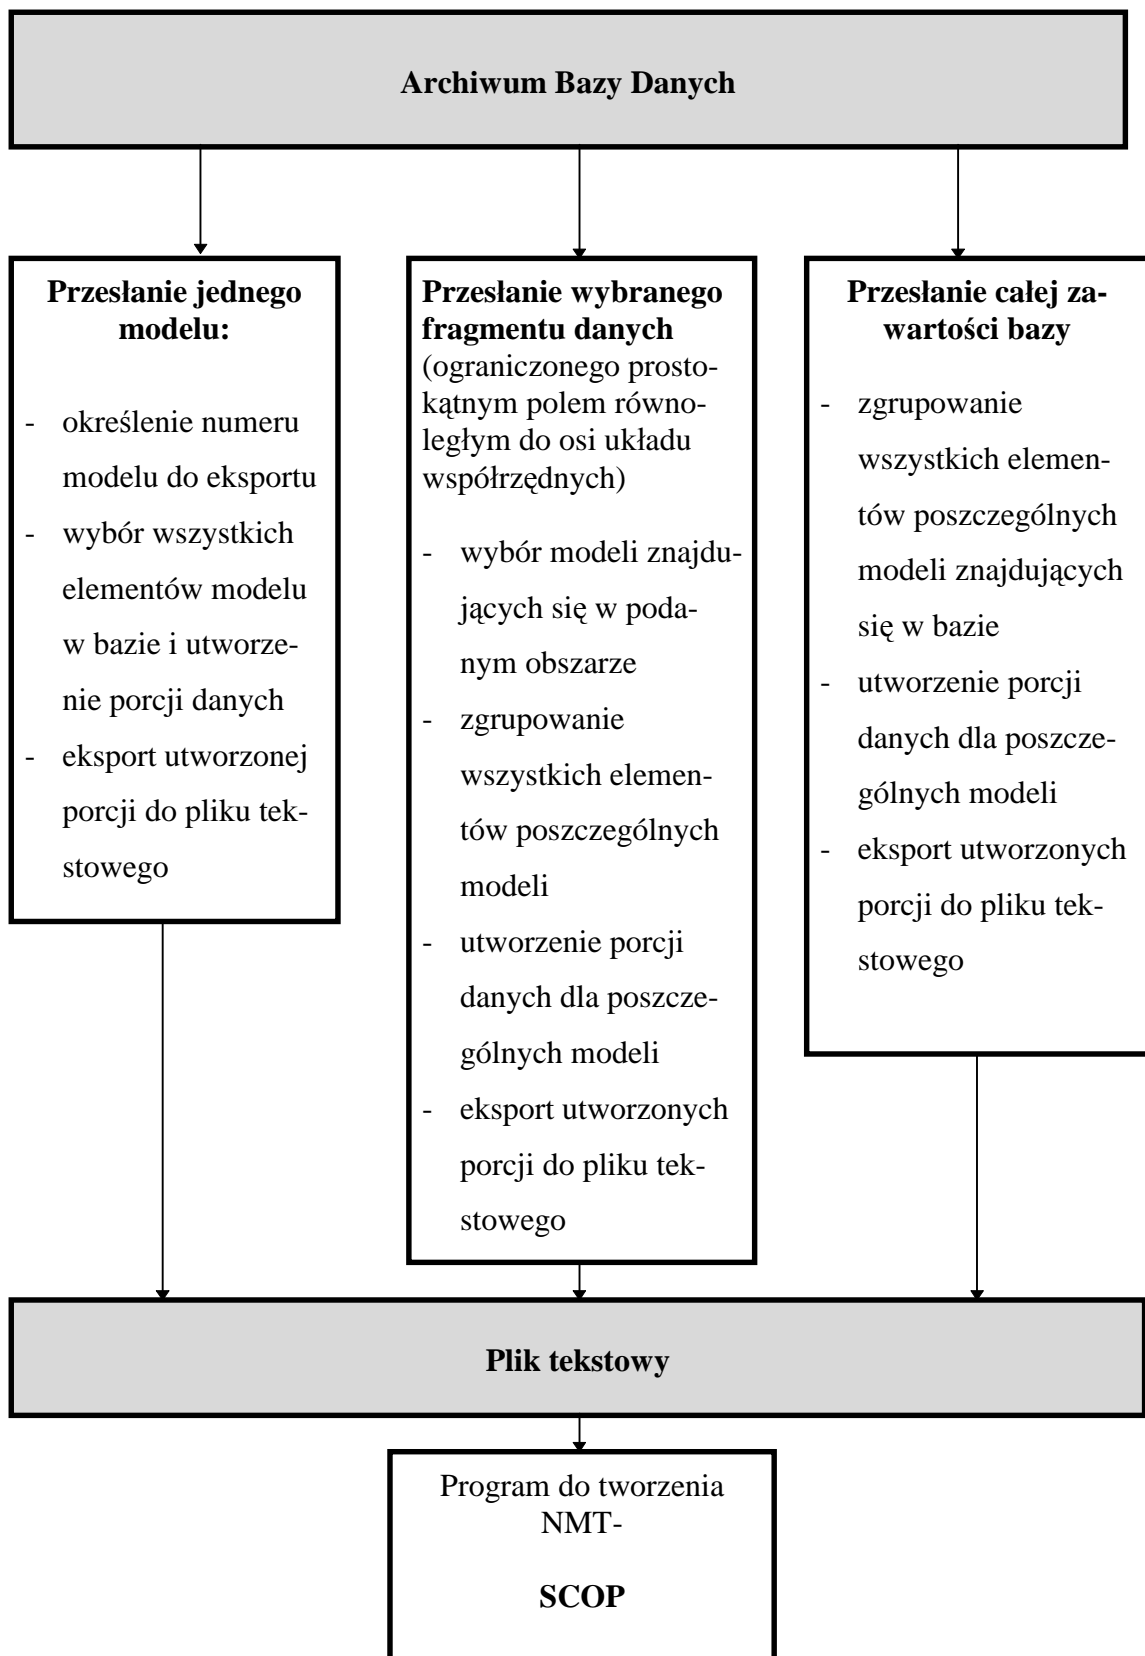 Archiwum Bazy Danych
Przesłanie jednego
modelu:
- określenie numeru
modelu do eksportu
- wybór wszystkich
elementów modelu
w bazie i utworze-
nie porcji danych
- eksport utworzonej
porcji do pliku tek-
stowego
Przesłanie wybranego
fragmentu danych
(ograniczonego prosto-
kątnym polem równo-
ległym do osi układu
współrzędnych)
- wybór modeli znajdu-
jących się w poda-
nym obszarze
- zgrupowanie
wszystkich elemen-
tów poszczególnych
modeli
- utworzenie porcji
danych dla poszcze-
gólnych modeli
- eksport utworzonych
porcji do pliku tek-
stowego
Przesłanie całej za-
wartości bazy
- zgrupowanie
wszystkich elemen-
tów poszczególnych
modeli znajdujących
się w bazie
- utworzenie porcji
danych dla poszcze-
gólnych modeli
- eksport utworzonych
porcji do pliku tek-
stowego
Plik tekstowy
Program do tworzenia
NMT-
SCOP